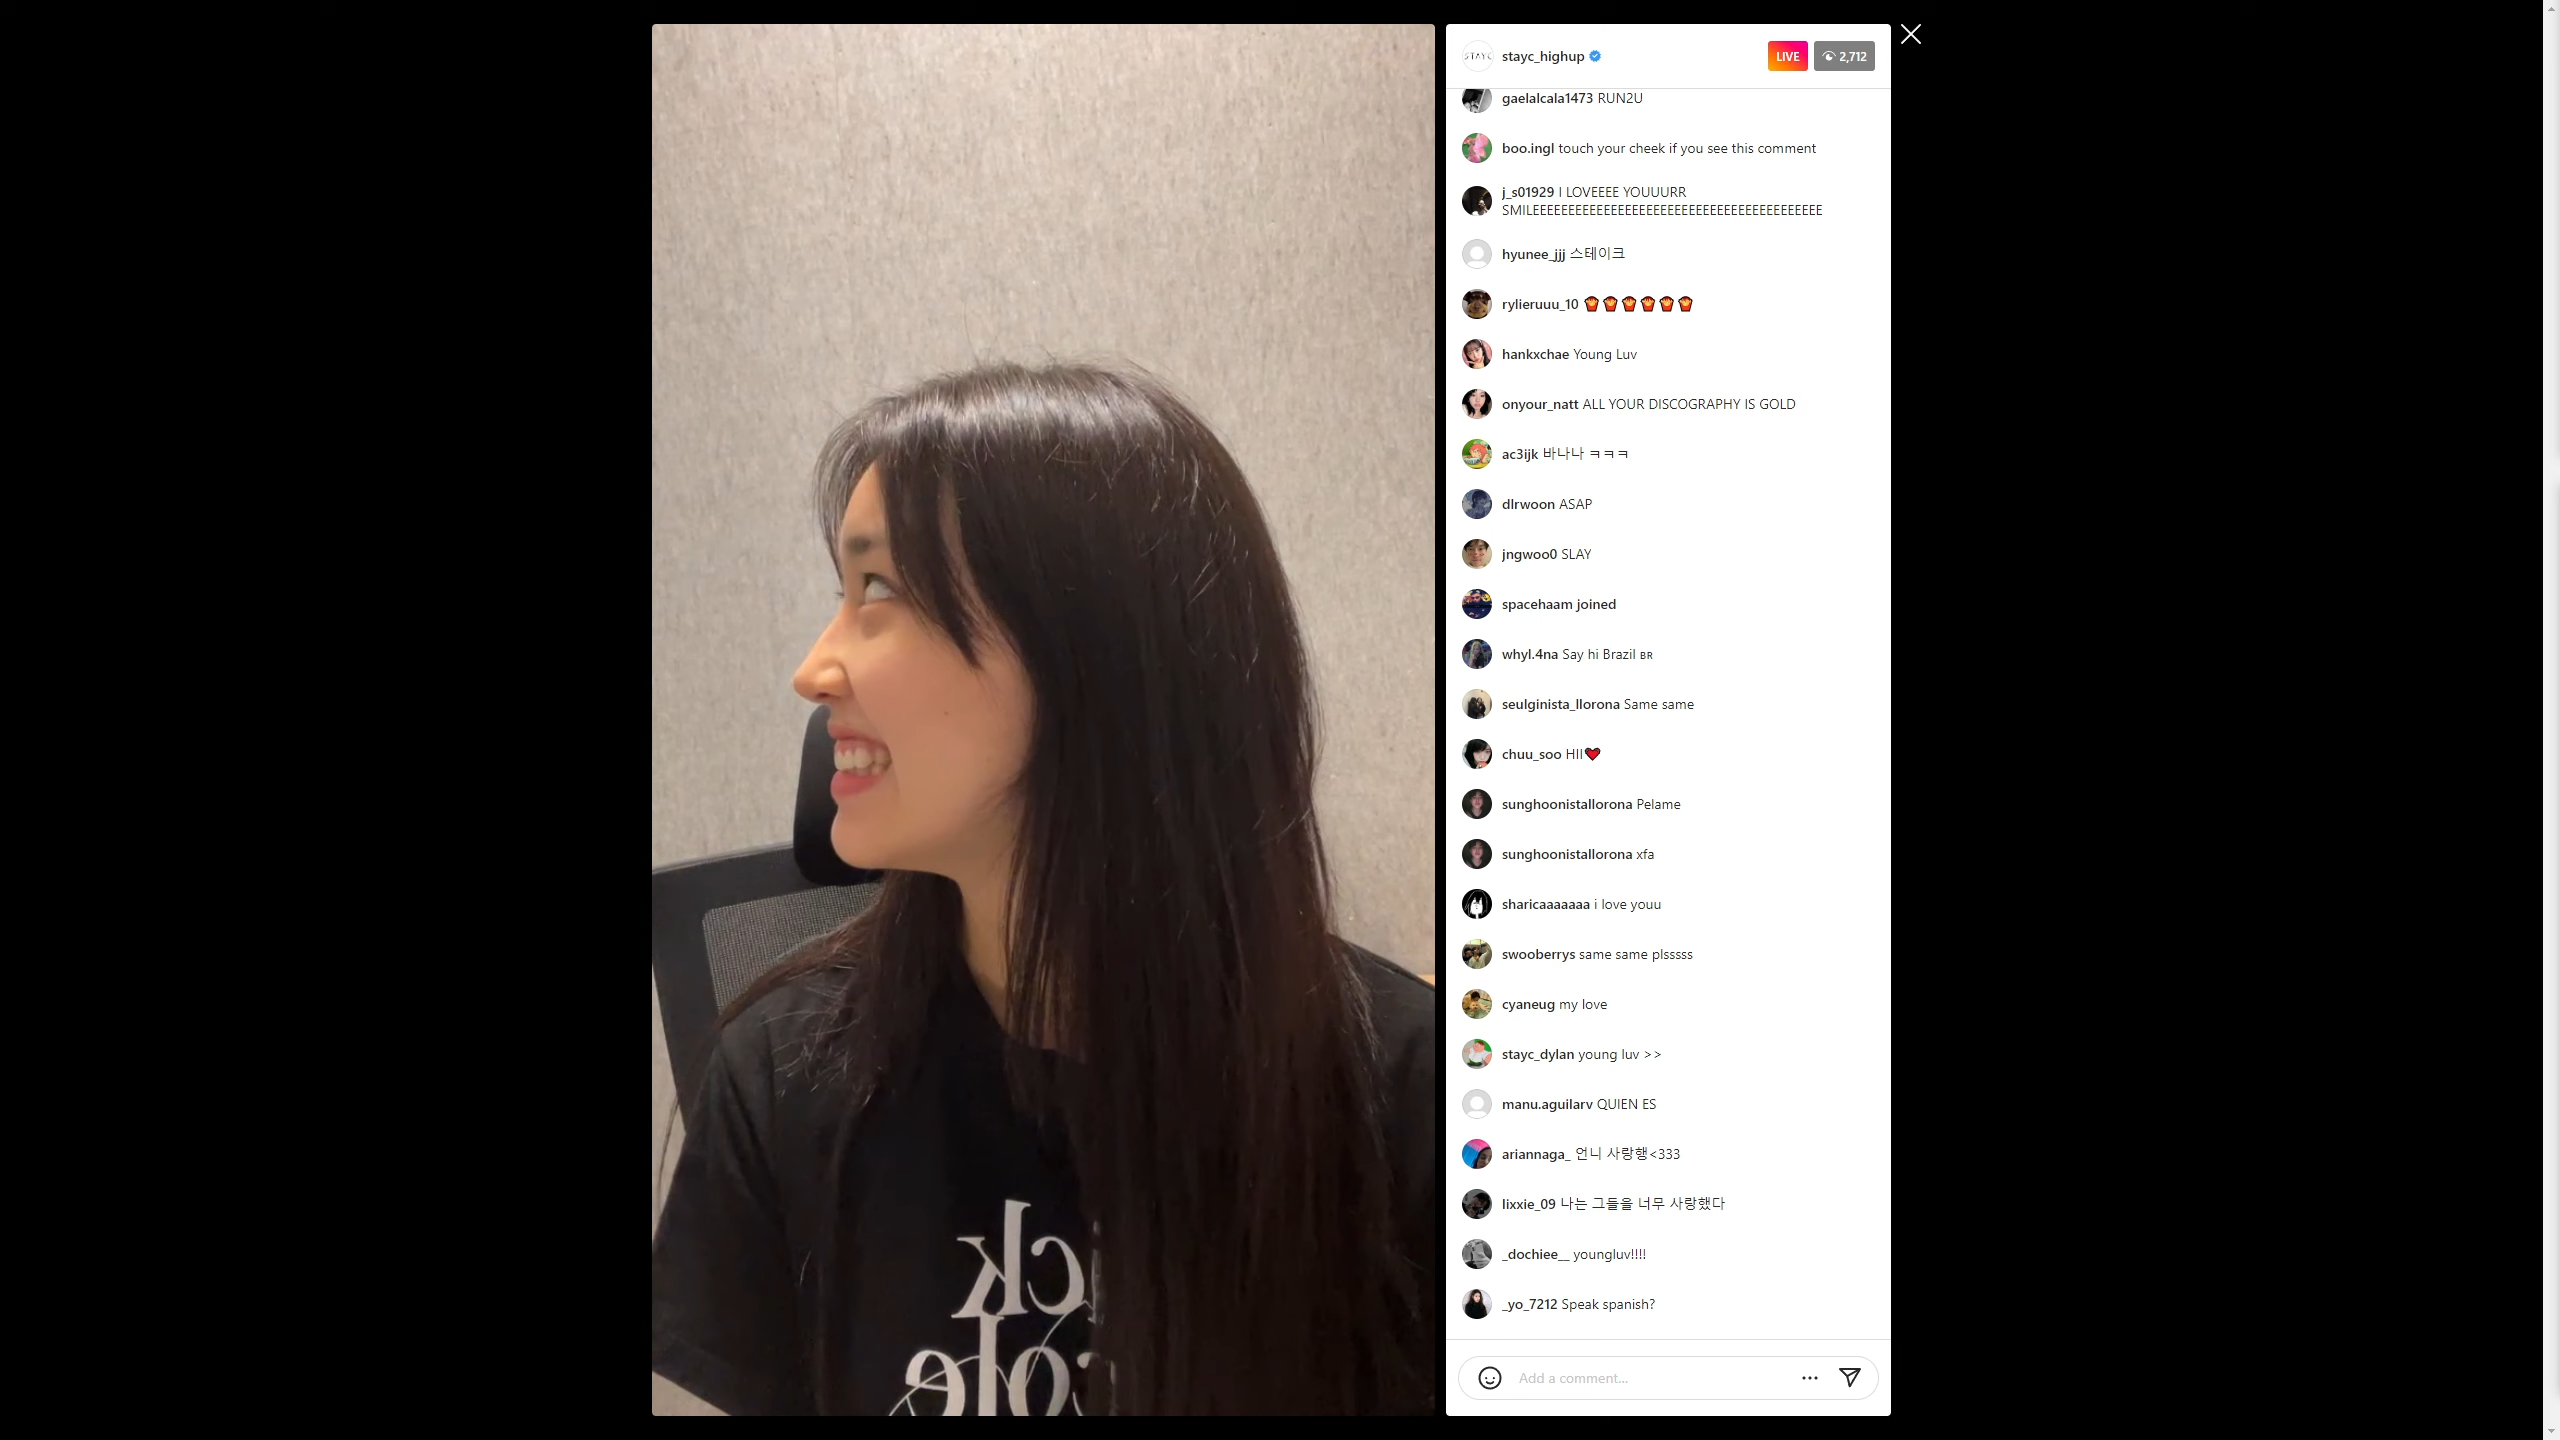 STAYC
stayc_highup
LIVE
2,712
gaelalcala1473 RUN2U
boo.ingl touch your cheek if you see this comment
j_s01929 I LOVEEEE YOUUURR
SMILEEEEEEEEEEEEEEEEEEEEEEEEEEEEEEEEEEEEEEEEE
hyunee_jjj 스테이크
rylieruuu_10 🍟🍟🍟🍟🍟🍟
hankxchae Young Luv
onyour_natt ALL YOUR DISCOGRAPHY IS GOLD
ac3ijk 바나나 ㅋㅋㅋ
dlrwoon ASAP
jngwoo0 SLAY
spacehaam joined
whyl.4na Say hi Brazil BR
seulginista_llorona Same same
chuu_soo HII❤
sunghoonistallorona Pelame
sunghoonistallorona xfa
sharicaaaaaaa i love youu
swooberrys same same plsssss
cyaneug my love
stayc_dylan young luv >>
manu.aguilarv QUIEN ES
ariannaga_ 언니 사랑행<333
lixxie_09 나는 그들을 너무 사랑했다
_dochiee__ youngluv!!!!
_yo_7212 Speak spanish?
Add a comment...
ck
cole